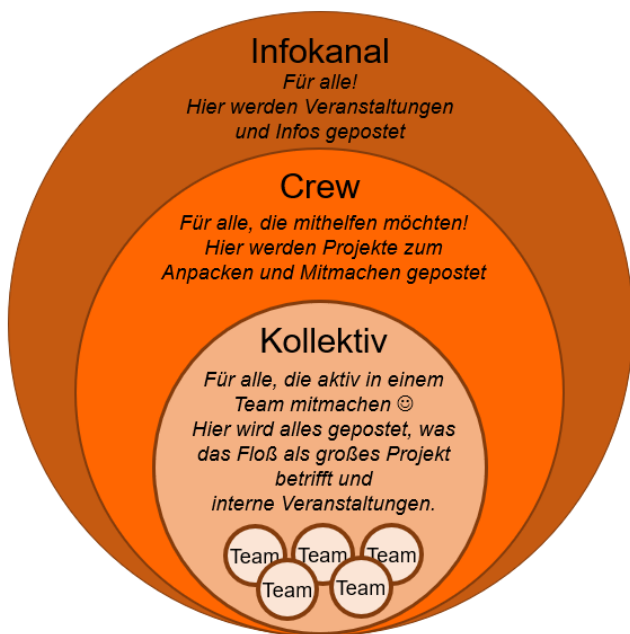 Infokanal
Für alle!
Hier werden Veranstaltungen
und Infos gepostet
Crew
Für alle, die mithelfen möchten!
Hier werden Projekte zum
Anpacken und Mitmachen gepostet
Kollektiv
Für alle, die aktiv in einem
Team mitmachen ☺
Hier wird alles gepostet, was
das Floß als großes Projekt
betrifft und
interne Veranstaltungen.
Team Team Team
Team Team